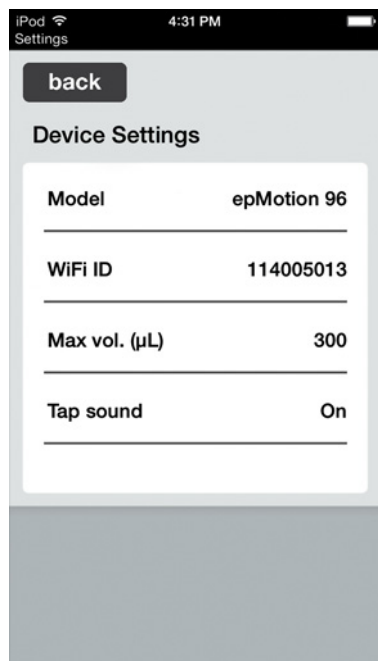 iPod 4:31 PM
Settings
back
Device Settings
Model epMotion 96
WiFi ID 114005013
Max vol. (µL) 300
Tap sound On